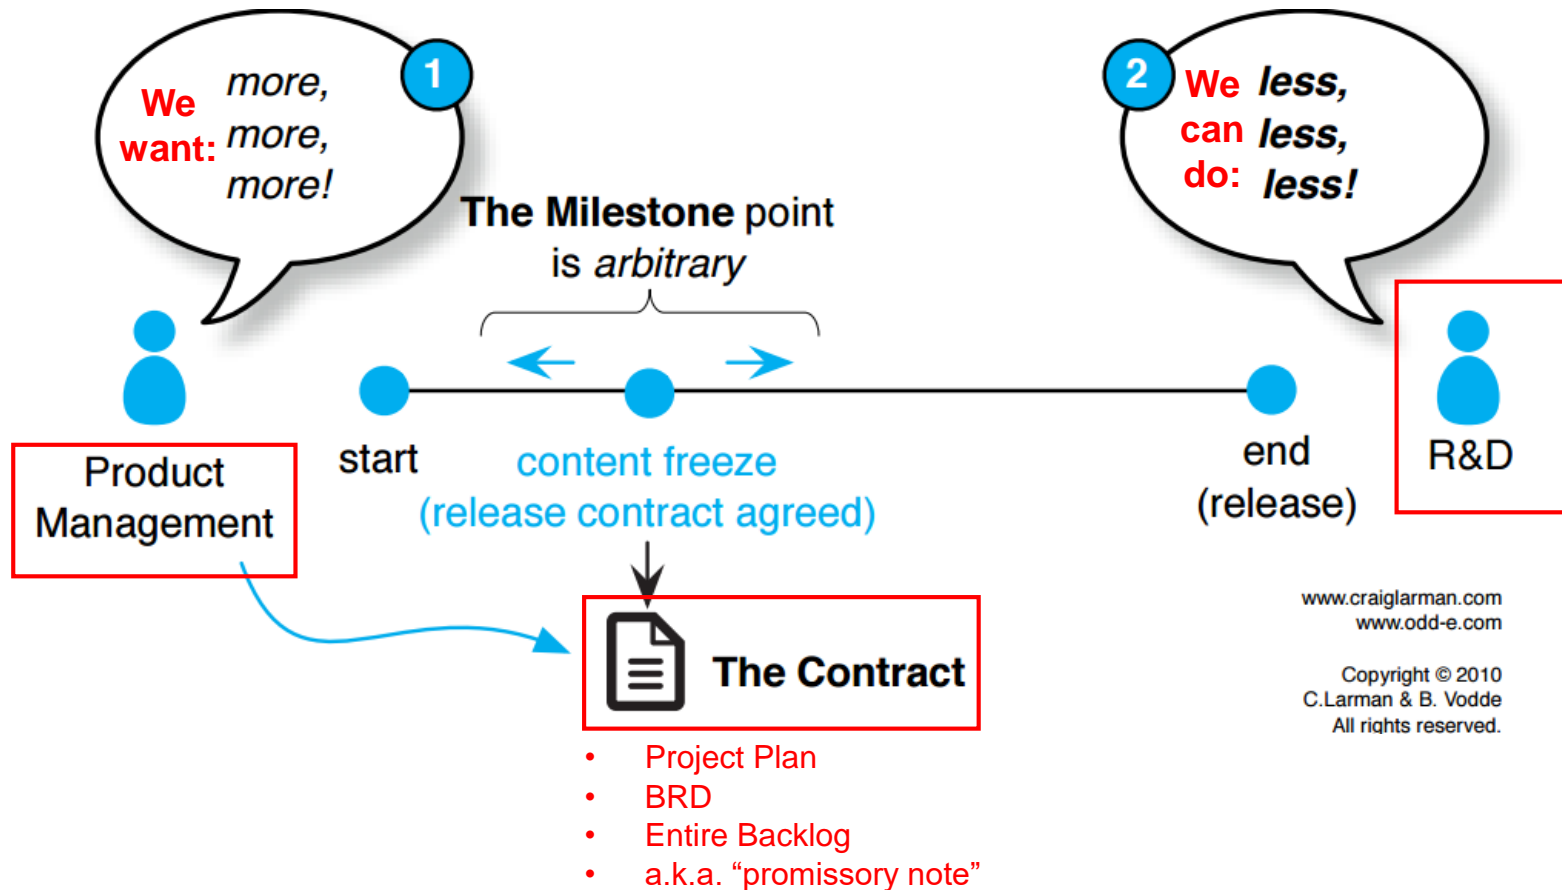 1
We want:
more,
more,
more!
2
We can do:
less,
less,
less!
The Milestone point
is arbitrary
Product
Management
start
content freeze
(release contract agreed)
end
(release)
R&D
The Contract
• Project Plan
• BRD
• Entire Backlog
• a.k.a. “promissory note”
www.craiglarman.com
www.odd-e.com
Copyright © 2010
C.Larman & B. Vodde
All rights reserved.